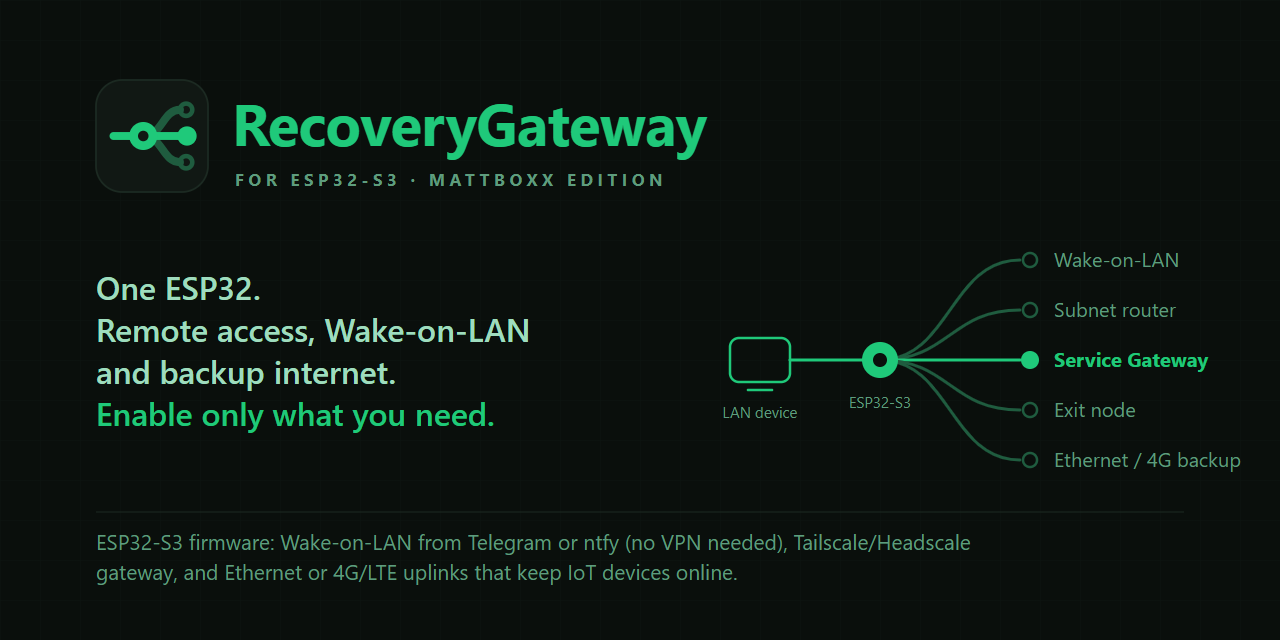 RecoveryGateway
FOR ESP32-S3 · MATTBOXX EDITION
One ESP32.
Remote access, Wake-on-LAN
and backup internet.
Enable only what you need.
LAN device
ESP32-S3
Wake-on-LAN
Subnet router
Service Gateway
Exit node
Ethernet / 4G backup
ESP32-S3 firmware: Wake-on-LAN from Telegram or ntfy (no VPN needed), Tailscale/Headscale
gateway, and Ethernet or 4G/LTE uplinks that keep IoT devices online.